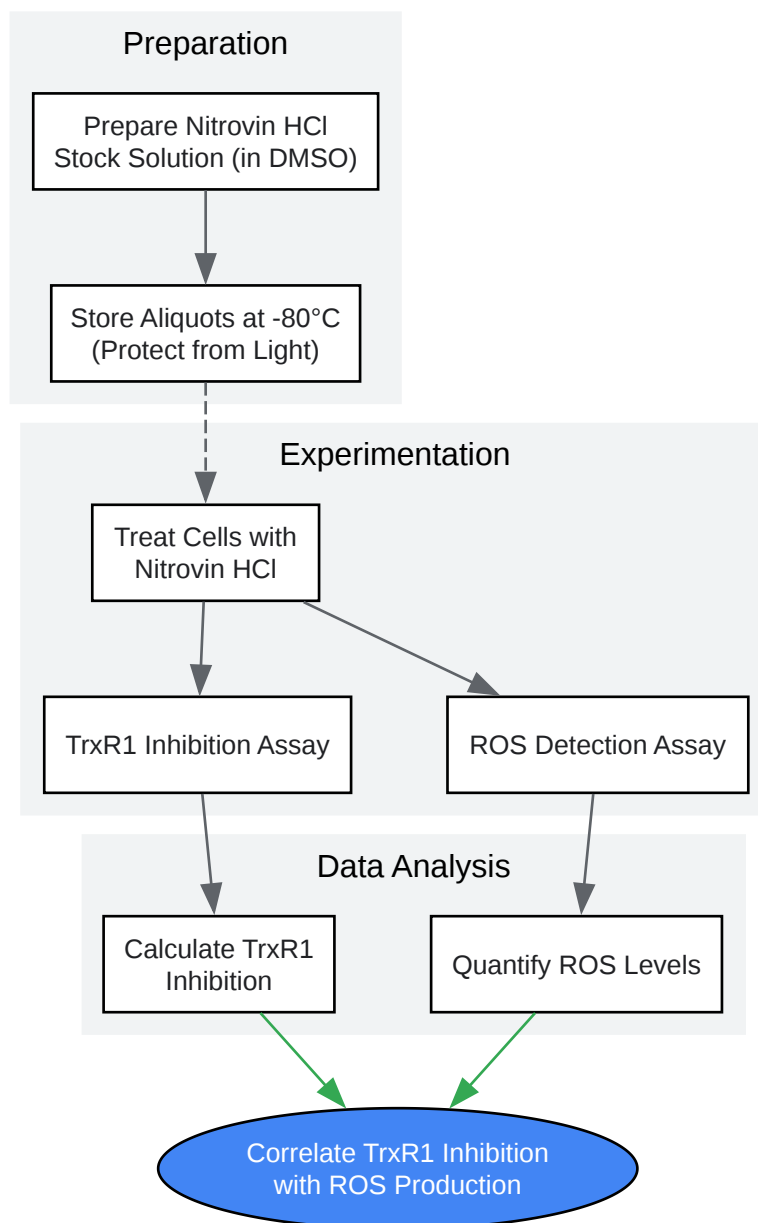 Preparation
Prepare Nitrovin HCl
Stock Solution (in DMSO)
Store Aliquots at -80°C
(Protect from Light)
Experimentation
Treat Cells with
Nitrovin HCl
TrxR1 Inhibition Assay
ROS Detection Assay
Data Analysis
Calculate TrxR1
Inhibition
Quantify ROS Levels
Correlate TrxR1 Inhibition
with ROS Production